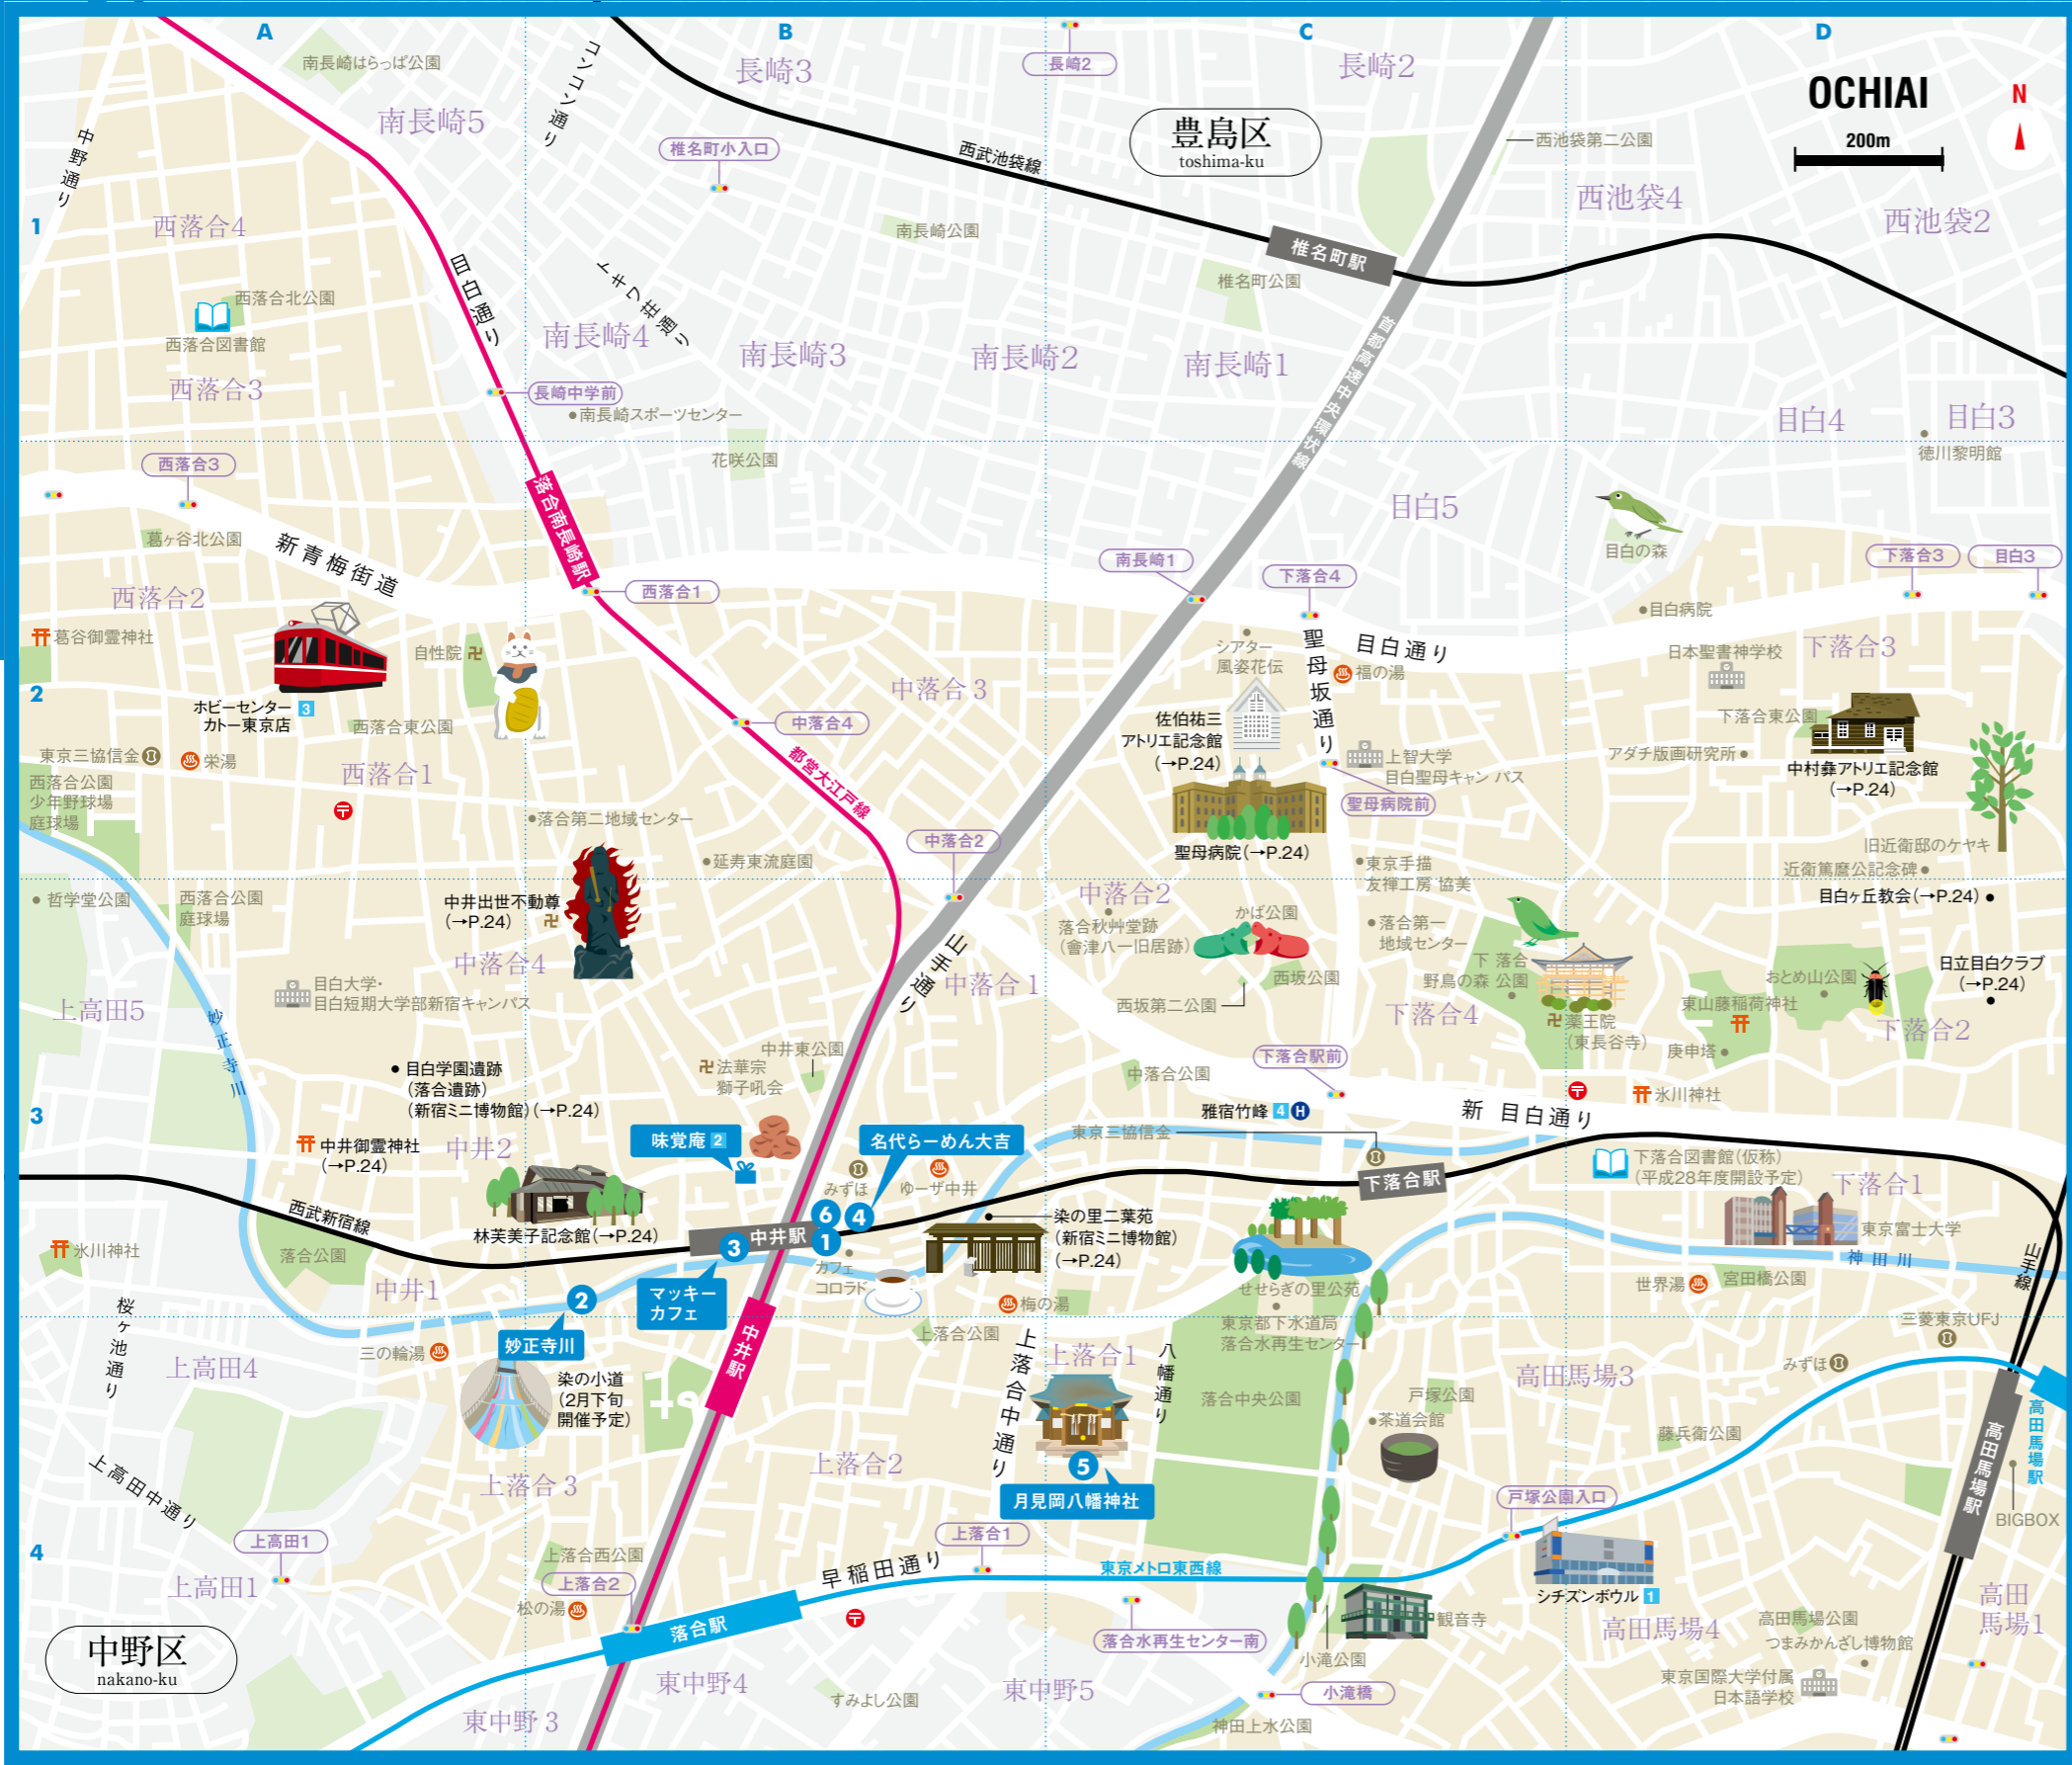 A
B
C
D
OCHIAI
N
200m
1
2
3
4
豊島区
toshima-ku
中野区
nakano-ku
南長崎はらっぱ公園
コンコン通り
長崎3
長崎2
長崎2
南長崎5
中野通り
椎名町小入口
西武池袋線
西池袋第二公園
西池袋4
西池袋2
西落合4
南長崎公園
椎名町駅
椎名町公園
目白通り
トキワ荘通り
西落合北公園
西落合図書館
西落合3
南長崎4
南長崎3
南長崎2
南長崎1
首都高速中央環状線
長崎中学前
南長崎スポーツセンター
目白4
目白3
徳川黎明館
西落合3
花咲公園
落合南長崎駅
目白5
目白の森
葛ヶ谷北公園
新青梅街道
西落合2
西落合1
南長崎1
下落合4
下落合3
目白3
目白病院
葛谷御霊神社
自性院
シアター
風姿花伝
聖母坂通り
目白通り
福の湯
日本聖書神学校
下落合3
ホビーセンター
カトー東京店
3
西落合東公園
中落合3
中落合4
佐伯祐三
アトリエ記念館
(→P.24)
下落合東公園
アダチ版画研究所
中村彝アトリエ記念館
(→P.24)
東京三協信金
栄湯
西落合1
都営大江戸線
上智大学
目白聖母キャンパス
聖母病院前
西落合公園
少年野球場
庭球場
落合第二地域センター
中落合2
聖母病院(→P.24)
延寿東流庭園
東京手描
友禅工房 協美
旧近衛邸のケヤキ
近衛篤麿公記念碑
目白ヶ丘教会(→P.24)
哲学堂公園
西落合公園
庭球場
中井出世不動尊
(→P.24)
中落合2
落合秋艸堂跡
(會津八一旧居跡)
かば公園
落合第一
地域センター
中落合4
山手通り
中落合1
西坂公園
西坂第二公園
下落合
野鳥の森 公園
下落合4
薬王院
(東長谷寺)
おとめ山公園
東山藤稲荷神社
庚申塔
日立目白クラブ
(→P.24)
下落合2
上高田5
妙正寺川
目白大学・
目白短期大学部新宿キャンパス
中井東公園
法華宗
獅子吼会
目白学園遺跡
(落合遺跡)
(新宿ミニ博物館)(→P.24)
中落合公園
下落合駅前
雅宿竹峰
4
H
新目白通り
氷川神社
中井御霊神社
(→P.24)
中井2
味覚庵 2
名代らーめん大吉
みずほ
ゆーザ中井
東京三協信金
下落合駅
下落合図書館(仮称)
(平成28年度開設予定)
下落合1
西武新宿線
林芙美子記念館(→P.24)
中井駅
6
4
3
1
染の里二葉苑
(新宿ミニ博物館)
(→P.24)
東京富士大学
神田川
山手線
氷川神社
落合公園
中井1
カフェ
コロラド
マッキー
カフェ
せせらぎの里公苑
世界湯
宮田橋公園
2
梅の湯
桜ヶ池通り
妙正寺川
中井駅
上落合公園
東京都下水道局
落合水再生センター
三菱東京UFJ
みずほ
三の輪湯
上高田4
染の小道
(2月下旬
開催予定)
上落合中通り
上落合1
八幡通り
高田馬場3
落合中央公園
戸塚公園
茶道会館
藤兵衛公園
高田馬場駅
高田馬場駅
上高田中通り
上落合3
上落合2
5
月見岡八幡神社
戸塚公園入口
BIGBOX
上高田1
上高田1
上落合西公園
上落合2
松の湯
早稲田通り
上落合1
東京メトロ東西線
シチズンボウル 1
落合駅
落合水再生センター南
観音寺
小滝公園
高田馬場4
高田馬場公園
つまみかんざし博物館
高田
馬場1
東京国際大学付属
日本語学校
東中野4
すみよし公園
東中野5
小滝橋
東中野3
神田上水公園